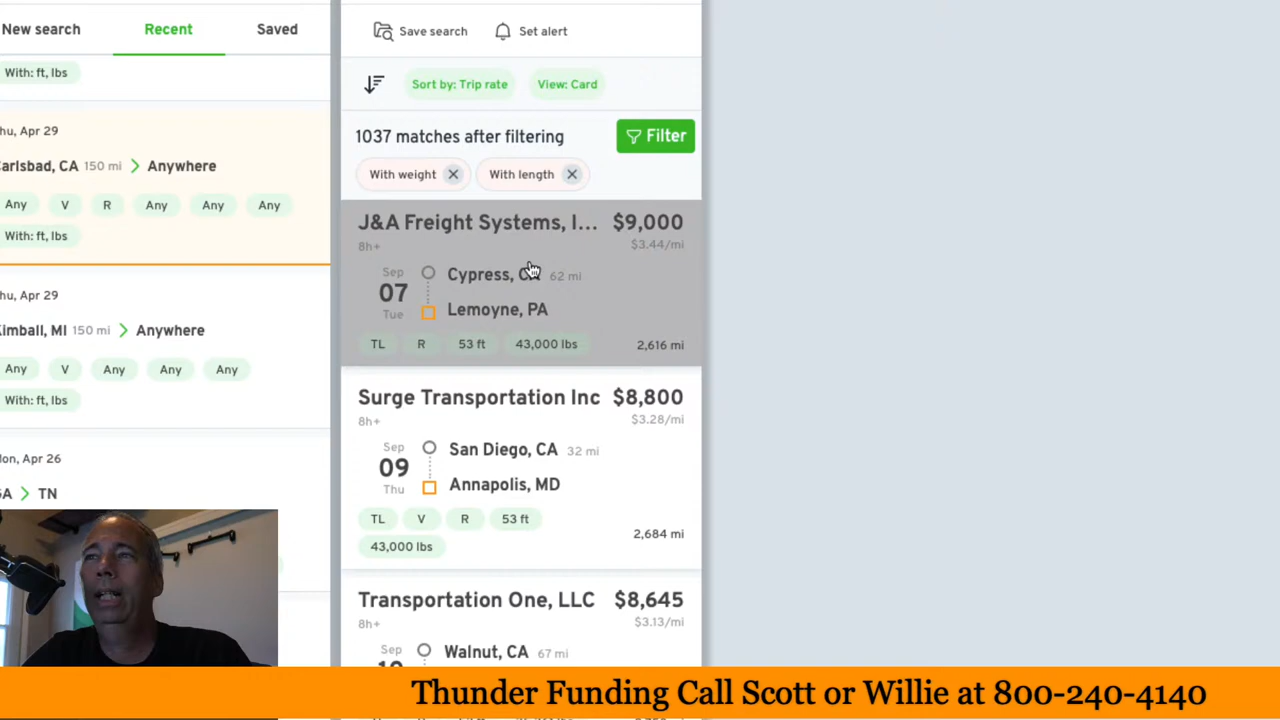 New search Recent Saved
With: ft, lbs
hu, Apr 29
arlsbad, CA 150 mi > Anywhere
Any V R Any Any Any
With: ft, lbs
hu, Apr 29
imball, MI 150 mi > Anywhere
Any V Any Any Any
With: ft, lbs
on, Apr 26
GA > TN
Save search Set alert
Sort by: Trip rate View: Card
1037 matches after filtering Filter
With weight With length
J&A Freight Systems, I... $9,000
8h+ $3.44/mi
Sep
07
Tue
Cypress, CA 62 mi
Lemoyne, PA
TL R 53 ft 43,000 lbs 2,616 mi
Surge Transportation Inc $8,800
8h+ $3.28/mi
Sep
09
Thu
San Diego, CA 32 mi
Annapolis, MD
TL V R 53 ft
43,000 lbs 2,684 mi
Transportation One, LLC $8,645
8h+ $3.13/mi
Sep
Walnut, CA 67 mi
Thunder Funding Call Scott or Willie at 800-240-4140